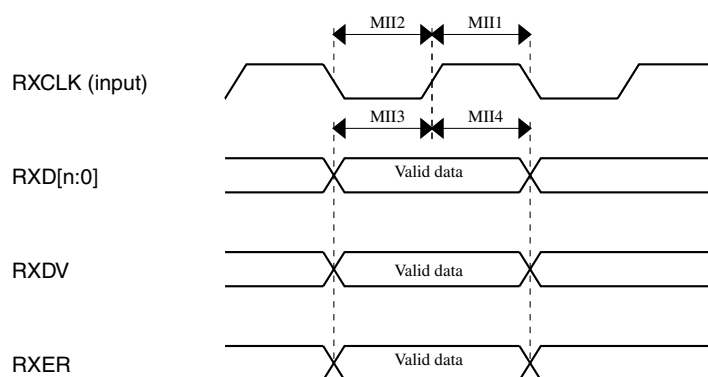 MII2 MII1
RXCLK (input)
MII3 MII4
RXD[n:0] Valid data
RXDV Valid data
RXER Valid data